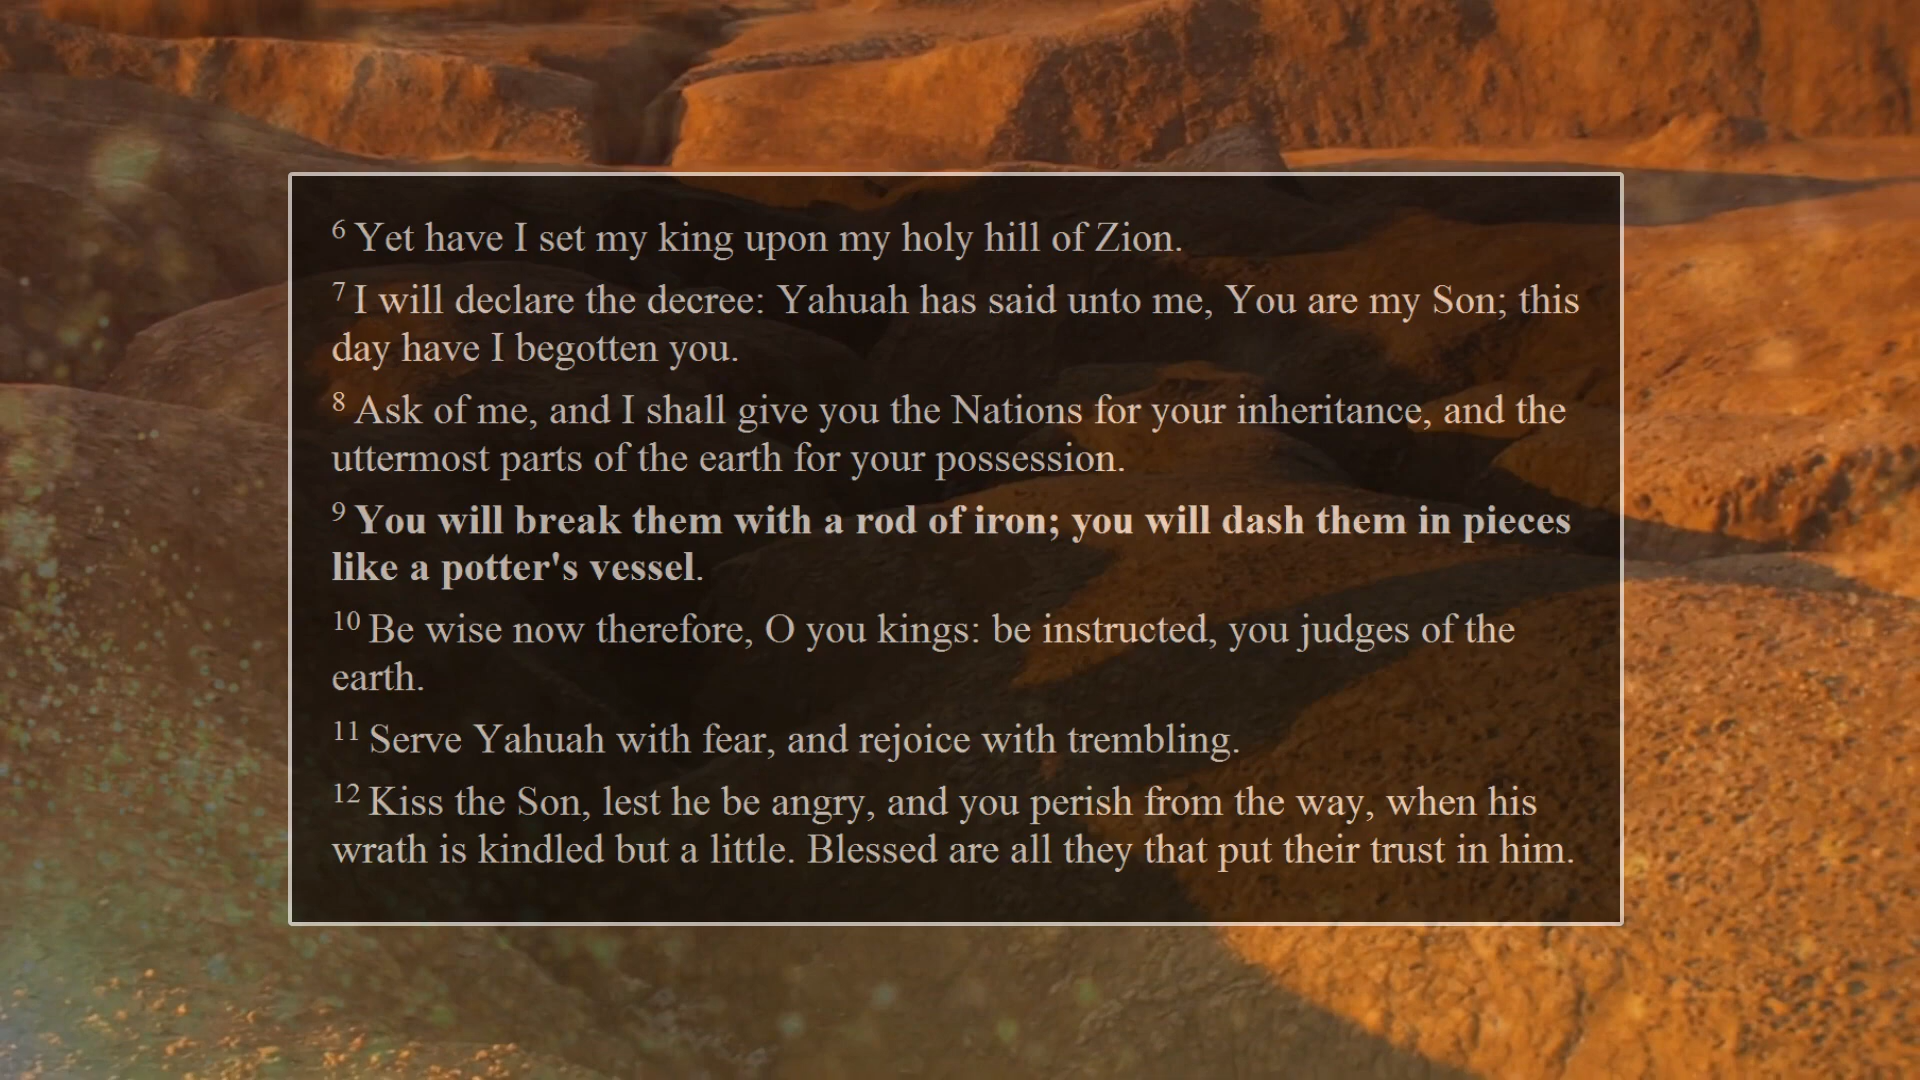 6 Yet have I set my king upon my holy hill of Zion.
7 I will declare the decree: Yahuah has said unto me, You are my Son; this
day have I begotten you.
8 Ask of me, and I shall give you the Nations for your inheritance, and the
uttermost parts of the earth for your possession.
9 You will break them with a rod of iron; you will dash them in pieces
like a potter's vessel.
10 Be wise now therefore, O you kings: be instructed, you judges of the
earth.
11 Serve Yahuah with fear, and rejoice with trembling.
12 Kiss the Son, lest he be angry, and you perish from the way, when his
wrath is kindled but a little. Blessed are all they that put their trust in him.